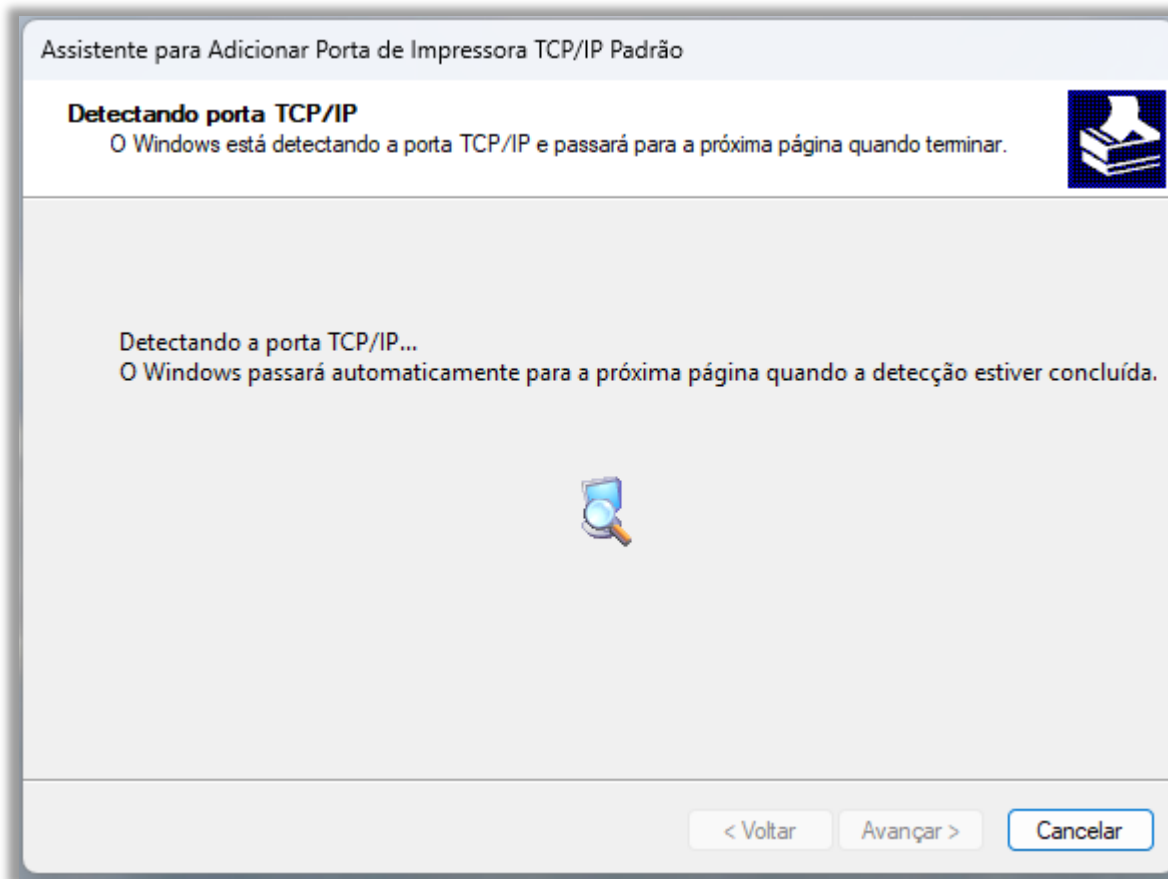 Assistente para Adicionar Porta de Impressora TCP/IP Padrão
Detectando porta TCP/IP
O Windows está detectando a porta TCP/IP e passará para a próxima página quando terminar.
Detectando a porta TCP/IP...
O Windows passará automaticamente para a próxima página quando a detecção estiver concluída.
< Voltar
Avançar >
Cancelar